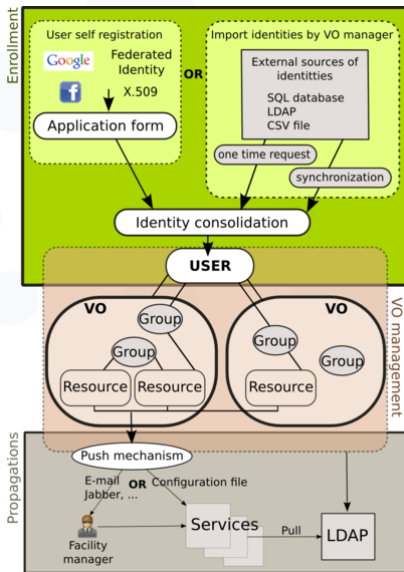 Enrollment
User self registration
Google
Federated
Identity
f
X.509
Application form
OR
Import identities by VO manager
External sources of
identitties
SQL database
LDAP
CSV file
one time request
synchronization
Identity consolidation
USER
VO management
VO
Group
Group
Resource
Resource
VO
Group
Group
Resource
Propagations
Push mechanism
E-mail
Jabber, ...
OR
Configuration file
Facility
manager
Services
Pull
LDAP